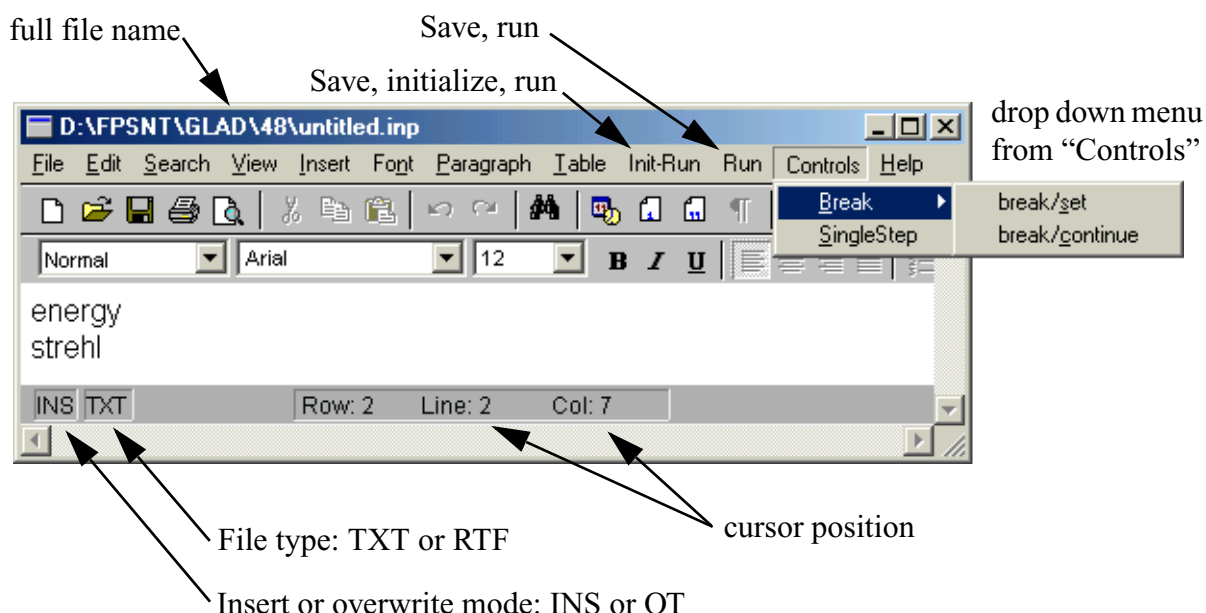 full file name
Save, run
Save, initialize, run
drop down menu
from “Controls”
D:\FPSNT\GLAD\48\untitled.inp
File Edit Search View Insert Font Paragraph Table Init-Run Run Controls Help
Break
break/set
SingleStep
break/continue
Normal Arial 12 B I U
energy
strehl
INS TXT Row: 2 Line: 2 Col: 7
cursor position
File type: TXT or RTF
Insert or overwrite mode: INS or OT